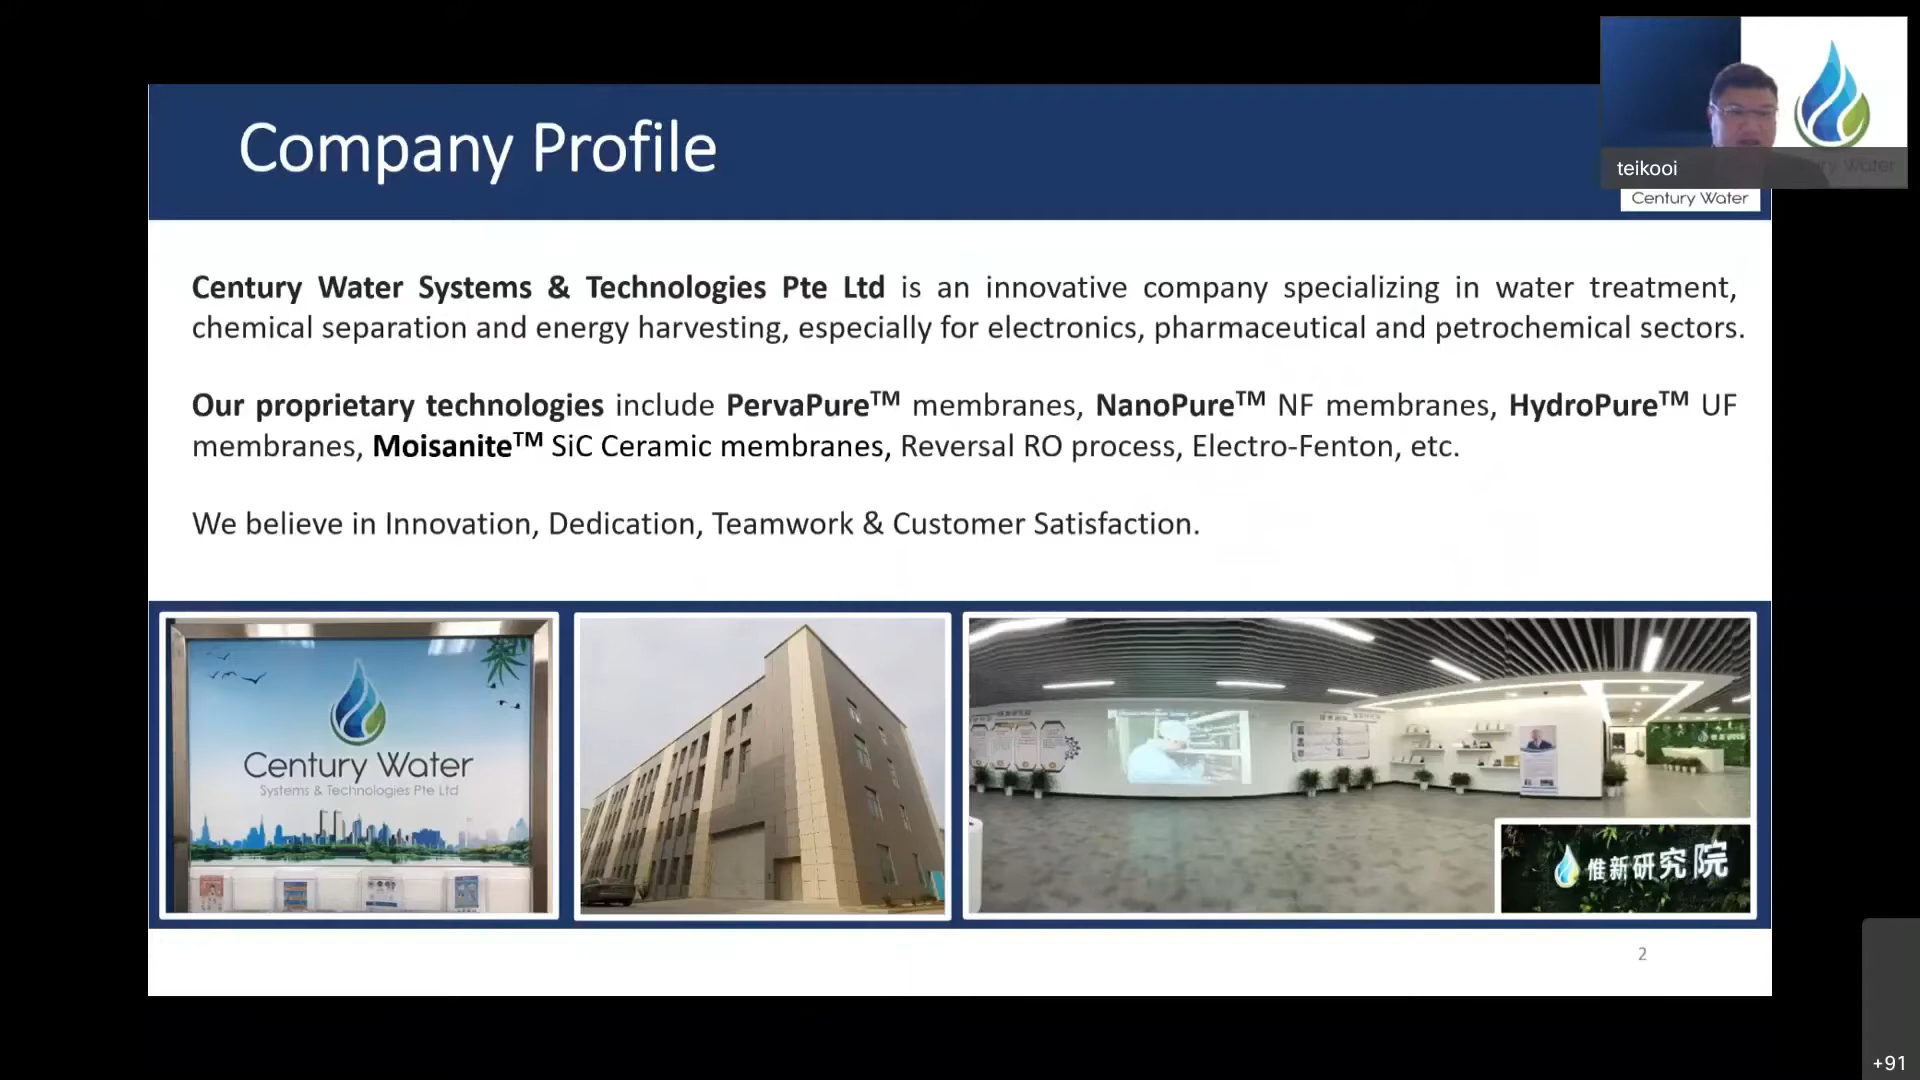 Company Profile
teikooi
Century Water
Century Water Systems & Technologies Pte Ltd is an innovative company specializing in water treatment,
chemical separation and energy harvesting, especially for electronics, pharmaceutical and petrochemical sectors.
Our proprietary technologies include PervaPure™ membranes, NanoPure™ NF membranes, HydroPure™ UF
membranes, Moisanite™ SiC Ceramic membranes, Reversal RO process, Electro-Fenton, etc.
We believe in Innovation, Dedication, Teamwork & Customer Satisfaction.
Century Water
Systems & Technologies Pte Ltd
惟新研究院
2
+91